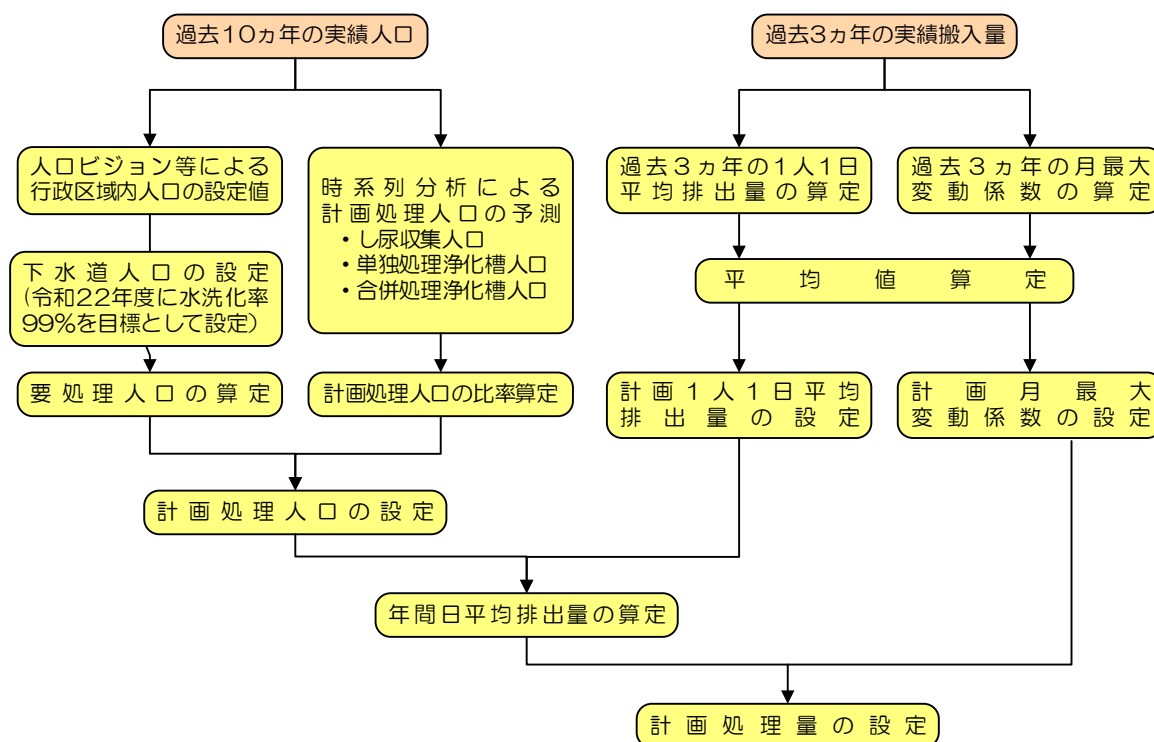 過去10ヵ年の実績人口
過去3ヵ年の実績搬入量
人口ビジョン等による
行政区域内人口の設定値
時系列分析による
計画処理人口の予測
・し尿収集人口
・単独処理浄化槽人口
・合併処理浄化槽人口
過去3ヵ年の1人1日
平均排出量の算定
過去3ヵ年の月最大
変動係数の算定
下水道人口の設定
(令和22年度に水洗化率
99%を目標として設定)
平均値算定
要処理人口の算定
計画処理人口の比率算定
計画1人1日平均
排出量の設定
計画月最大
変動係数の設定
計画処理人口の設定
年間日平均排出量の算定
計画処理量の設定